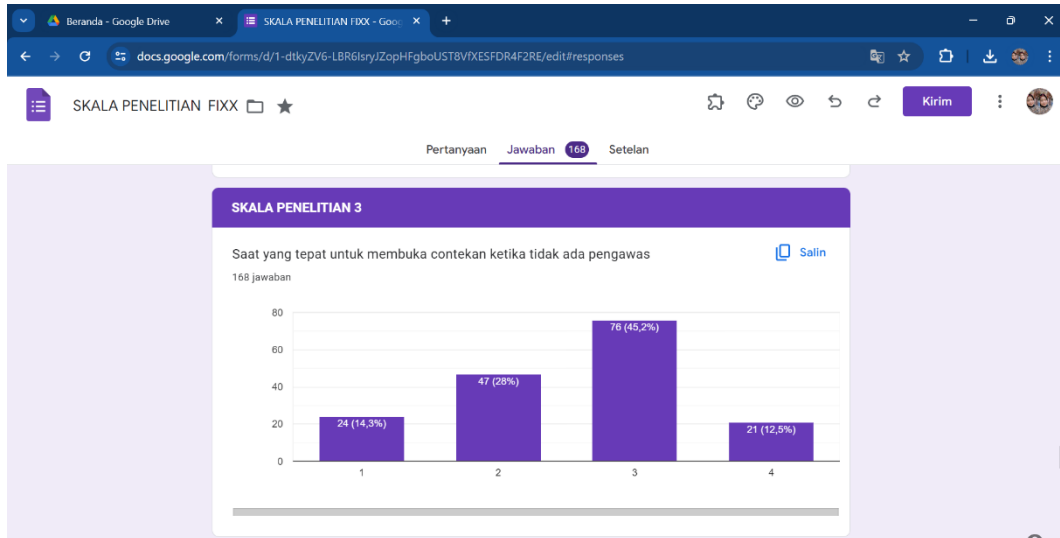 Beranda - Google Drive
SKALA PENELITIAN FIXX - Goog
docs.google.com/forms/d/1-dtkyZV6-LBR6IsryJZopHFgboUST8VfXESFDR4F2RE/edit#responses
SKALA PENELITIAN FIXX
Kirim
Pertanyaan Jawaban 168 Setelan
SKALA PENELITIAN 3
Saat yang tepat untuk membuka contekan ketika tidak ada pengawas
Salin
168 jawaban
80
60
40
20
0
24 (14,3%)
47 (28%)
76 (45,2%)
21 (12,5%)
1 2 3 4